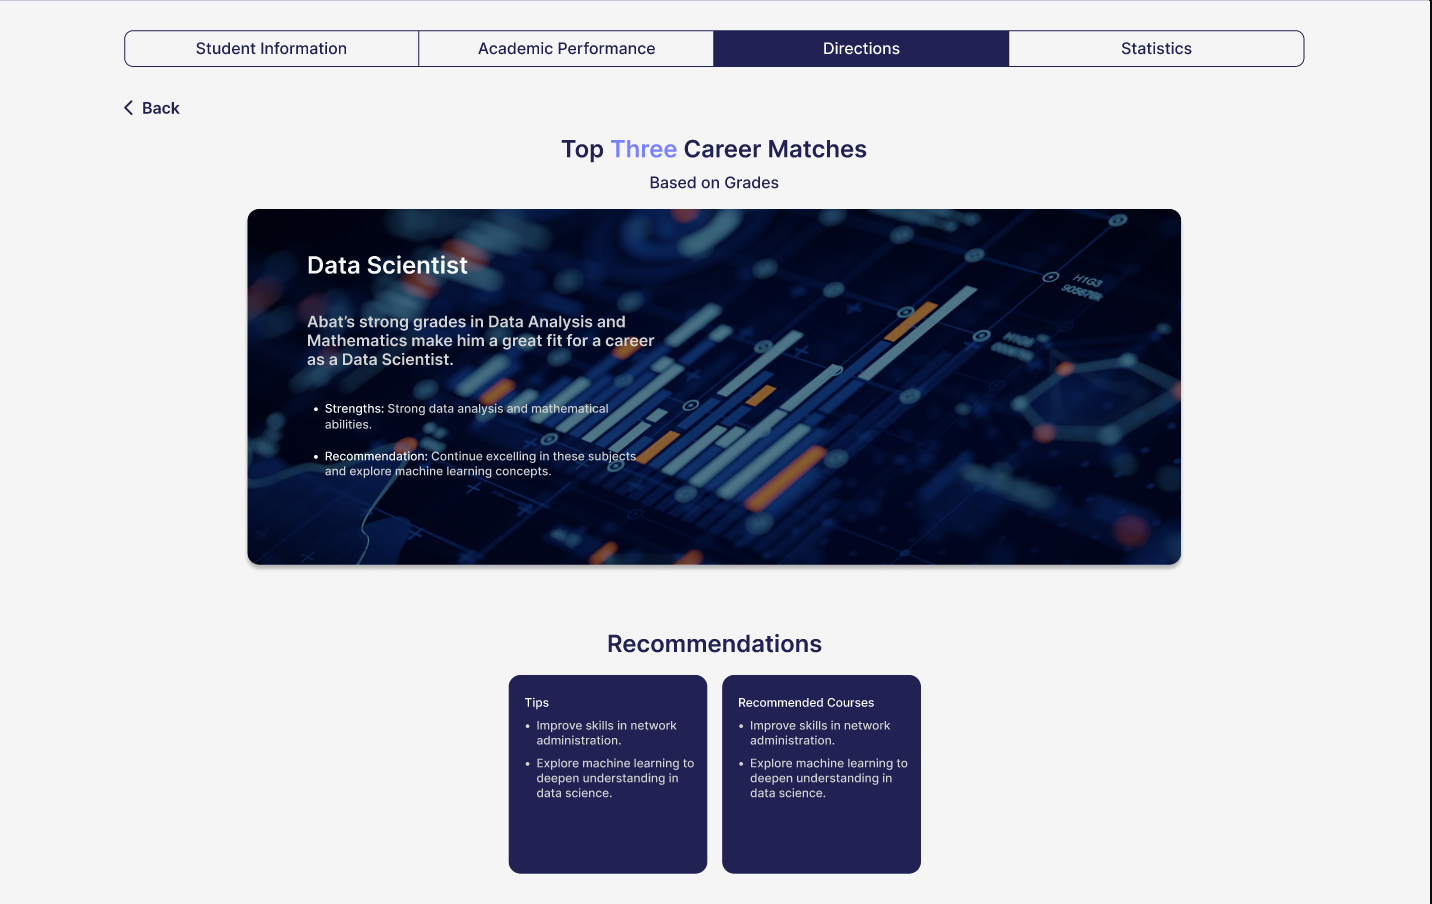 Student Information
Academic Performance
Directions
Statistics
Back
Top Three Career Matches
Based on Grades
Data Scientist
Abat’s strong grades in Data Analysis and
Mathematics make him a great fit for a career
as a Data Scientist.
• Strengths: Strong data analysis and mathematical
abilities.
• Recommendation: Continue excelling in these subjects
and explore machine learning concepts.
H1G3
Recommendations
Tips
• Improve skills in network
administration.
• Explore machine learning to
deepen understanding in
data science.
Recommended Courses
• Improve skills in network
administration.
• Explore machine learning to
deepen understanding in
data science.